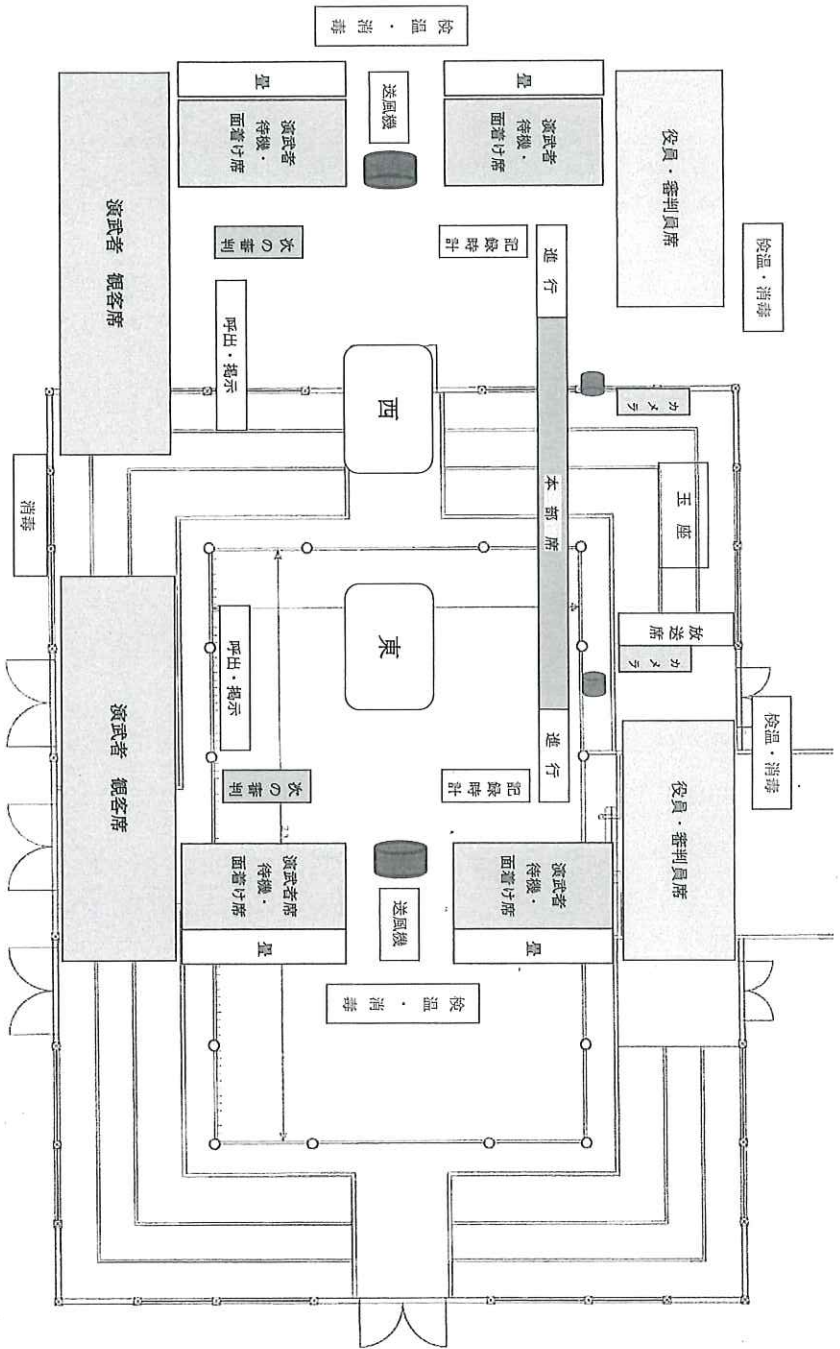 検温・消毒
畳
演武者
待機・
面着け席
送風機
畳
演武者
待機・
面着け席
役員・審判員席
検温・消毒
演武者 観客席
次の審判
記録時計
進行
呼出・掲示
西
本部席
カメラ
玉座
消毒
放送席
カメラ
検温・消毒
東
呼出・掲示
演武者 観客席
次の審判
記録時計
進行
役員・審判員席
演武者席
待機・
面着け席
畳
送風機
演武者
待機・
面着け席
畳
検温・消毒